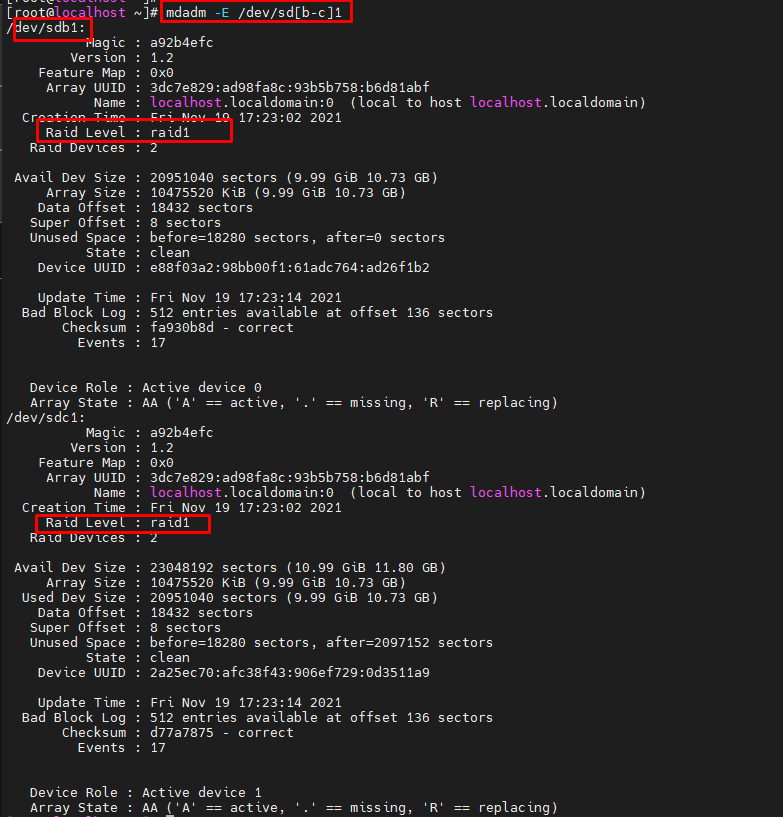 [root@localhost ~]#
[root@localhost ~]# mdadm -E /dev/sd[b-c]1
/dev/sdb1:
Magic : a92b4efc
Version : 1.2
Feature Map : 0x0
Array UUID : 3dc7e829:ad98fa8c:93b5b758:b6d81abf
Name : localhost.localdomain:0  (local to host localhost.localdomain)
Creation Time : Fri Nov 19 17:23:02 2021
Raid Level : raid1
Raid Devices : 2
Avail Dev Size : 20951040 sectors (9.99 GiB 10.73 GB)
Array Size : 10475520 KiB (9.99 GiB 10.73 GB)
Data Offset : 18432 sectors
Super Offset : 8 sectors
Unused Space : before=18280 sectors, after=0 sectors
State : clean
Device UUID : e88f03a2:98bb00f1:61adc764:ad26f1b2
Update Time : Fri Nov 19 17:23:14 2021
Bad Block Log : 512 entries available at offset 136 sectors
Checksum : fa930b8d - correct
Events : 17
Device Role : Active device 0
Array State : AA ('A' == active, '.' == missing, 'R' == replacing)
/dev/sdc1:
Magic : a92b4efc
Version : 1.2
Feature Map : 0x0
Array UUID : 3dc7e829:ad98fa8c:93b5b758:b6d81abf
Name : localhost.localdomain:0  (local to host localhost.localdomain)
Creation Time : Fri Nov 19 17:23:02 2021
Raid Level : raid1
Raid Devices : 2
Avail Dev Size : 23048192 sectors (10.99 GiB 11.80 GB)
Array Size : 10475520 KiB (9.99 GiB 10.73 GB)
Used Dev Size : 20951040 sectors (9.99 GiB 10.73 GB)
Data Offset : 18432 sectors
Super Offset : 8 sectors
Unused Space : before=18280 sectors, after=2097152 sectors
State : clean
Device UUID : 2a25ec70:afc38f43:906ef729:0d3511a9
Update Time : Fri Nov 19 17:23:14 2021
Bad Block Log : 512 entries available at offset 136 sectors
Checksum : d77a7875 - correct
Events : 17
Device Role : Active device 1
Array State : AA ('A' == active, '.' == missing, 'R' == replacing)